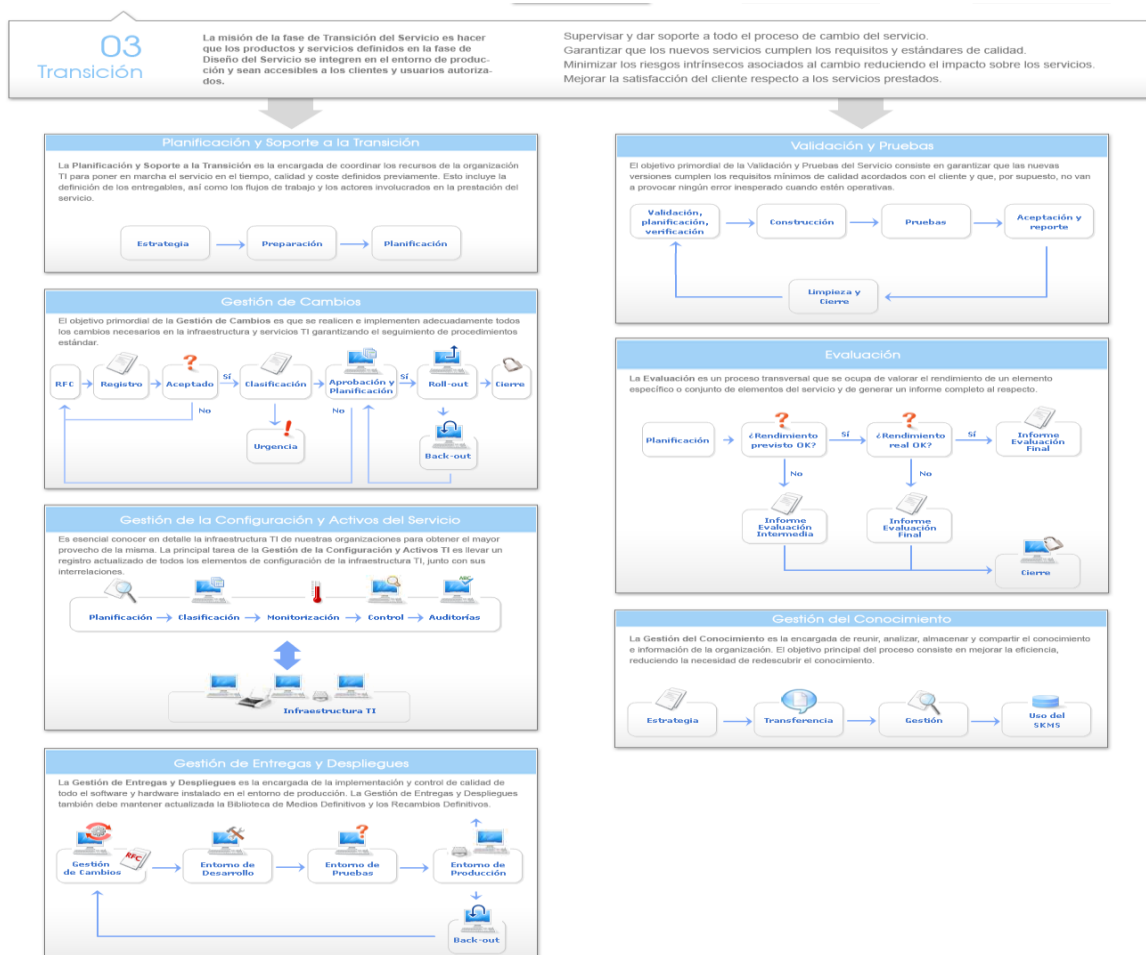 03
Transición
La misión de la fase de Transición del Servicio es hacer
que los productos y servicios definidos en la fase de
Diseño del Servicio se integren en el entorno de produc-
ción y sean accesibles a los clientes y usuarios autoriza-
dos.
Supervisar y dar soporte a todo el proceso de cambio del servicio.
Garantizar que los nuevos servicios cumplen los requisitos y estándares de calidad.
Minimizar los riesgos intrínsecos asociados al cambio reduciendo el impacto sobre los servicios.
Mejorar la satisfacción del cliente respecto a los servicios prestados.
Planificación y Soporte a la Transición
La Planificación y Soporte a la Transición es la encargada de coordinar los recursos de la organización
TI para poner en marcha el servicio en el tiempo, calidad y coste definidos previamente. Esto incluye la
definición de los entregables, así como los flujos de trabajo y los actores involucrados en la prestación del
servicio.
Estrategia
Preparación
Planificación
Gestión de Cambios
El objetivo primordial de la Gestión de Cambios es que se realicen e implementen adecuadamente todos
los cambios necesarios en la infraestructura y servicios TI garantizando el seguimiento de procedimientos
estándar.
RFC
Registro
Aceptado
Sí
Clasificación
Aprobación y
Planificación
Sí
Roll-out
Cierre
No
No
Urgencia
Back-out
Gestión de la Configuración y Activos del Servicio
Es esencial conocer en detalle la infraestructura TI de nuestras organizaciones para obtener el mayor
provecho de la misma. La principal tarea de la Gestión de la Configuración y Activos TI es llevar un
registro actualizado de todos los elementos de configuración de la infraestructura TI, junto con sus
interrelaciones.
ABC
Planificación
Clasificación
Monitorización
Control
Auditorías
Infraestructura TI
Gestión de Entregas y Despliegues
La Gestión de Entregas y Despliegues es la encargada de la implementación y control de calidad de
todo el software y hardware instalado en el entorno de producción. La Gestión de Entregas y Despliegues
también debe mantener actualizada la Biblioteca de Medios Definitivos y los Recambios Definitivos.
Gestión
de Cambios
RFC
Entorno de
Desarrollo
Entorno de
Pruebas
Entorno de
Producción
Back-out
Validación y Pruebas
El objetivo primordial de la Validación y Pruebas del Servicio consiste en garantizar que las nuevas
versiones cumplen los requisitos mínimos de calidad acordados con el cliente y que, por supuesto, no van
a provocar ningún error inesperado cuando estén operativas.
Validación,
planificación,
verificación
Construcción
Pruebas
Aceptación y
reporte
Limpieza y
Cierre
Evaluación
La Evaluación es un proceso transversal que se ocupa de valorar el rendimiento de un elemento
específico o conjunto de elementos del servicio y de generar un informe completo al respecto.
Planificación
¿Rendimiento
previsto OK?
Sí
¿Rendimiento
real OK?
Sí
Informe
Evaluación
Final
No
No
Informe
Evaluación
Intermedia
Informe
Evaluación
Final
Cierre
Gestión del Conocimiento
La Gestión del Conocimiento es la encargada de reunir, analizar, almacenar y compartir el conocimiento
e información de la organización. El objetivo principal del proceso consiste en mejorar la eficiencia,
reduciendo la necesidad de redescubrir el conocimiento.
Estrategia
Transferencia
Gestión
Uso del
SKMS